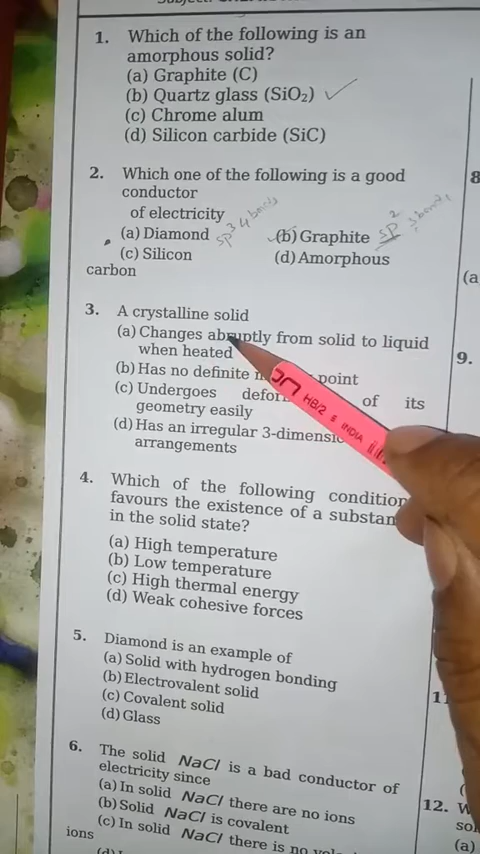 1. Which of the following is an
amorphous solid?
(a) Graphite (C)
(b) Quartz glass (SiO₂)
(c) Chrome alum
(d) Silicon carbide (SiC)
2. Which one of the following is a good
conductor
of electricity
(a) Diamond sp³ 4 bonds (b) Graphite sp² 3 bonds
(c) Silicon (d) Amorphous
carbon
3. A crystalline solid
(a) Changes abruptly from solid to liquid
when heated
(b) Has no definite point
(c) Undergoes of its
geometry easily
(d) Has an irregular
arrangements
HB/2 INDIA
4. Which of the following
favours the existence of a
in the solid state?
(a) High temperature
(b) Low temperature
(c) High thermal energy
(d) Weak cohesive forces
5. Diamond is an example of
(a) Solid with hydrogen bonding
(b) Electrovalent solid
(c) Covalent solid
(d) Glass
6. The solid NaCl is a bad conductor of
electricity since
(a) In solid NaCl there are no ions
(b) Solid NaCl is covalent
(c) In solid NaCl there is no
ions
8
(a
9.
12.
(a)